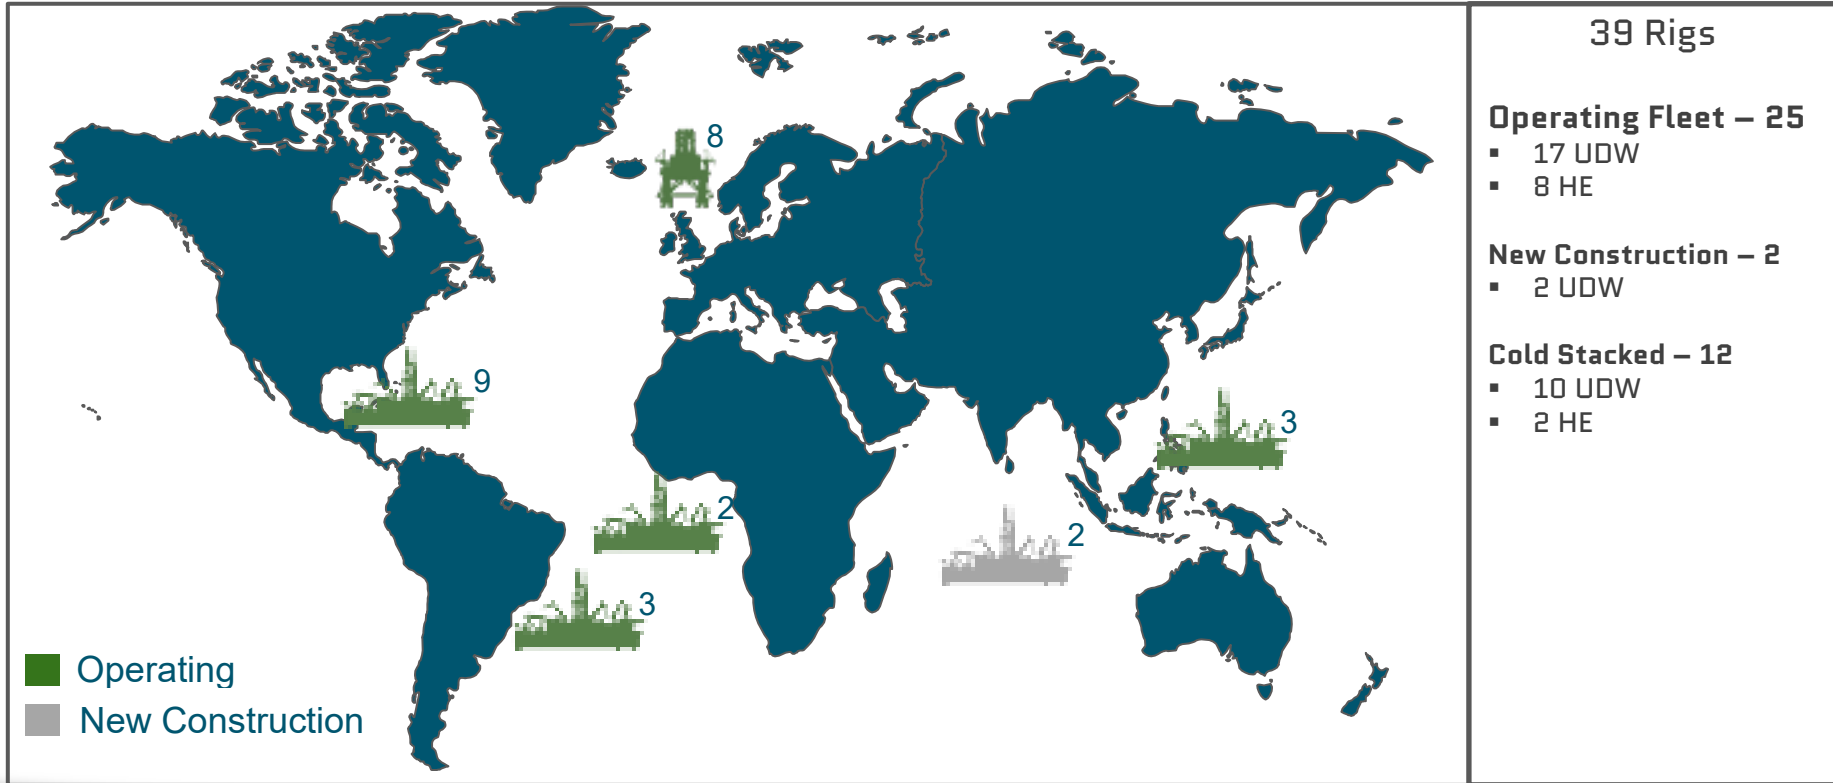 39 Rigs
Operating Fleet – 25
▪ 17 UDW
▪ 8 HE
New Construction – 2
▪ 2 UDW
Cold Stacked – 12
▪ 10 UDW
▪ 2 HE
8
9
3
2
2
3
Operating
New Construction